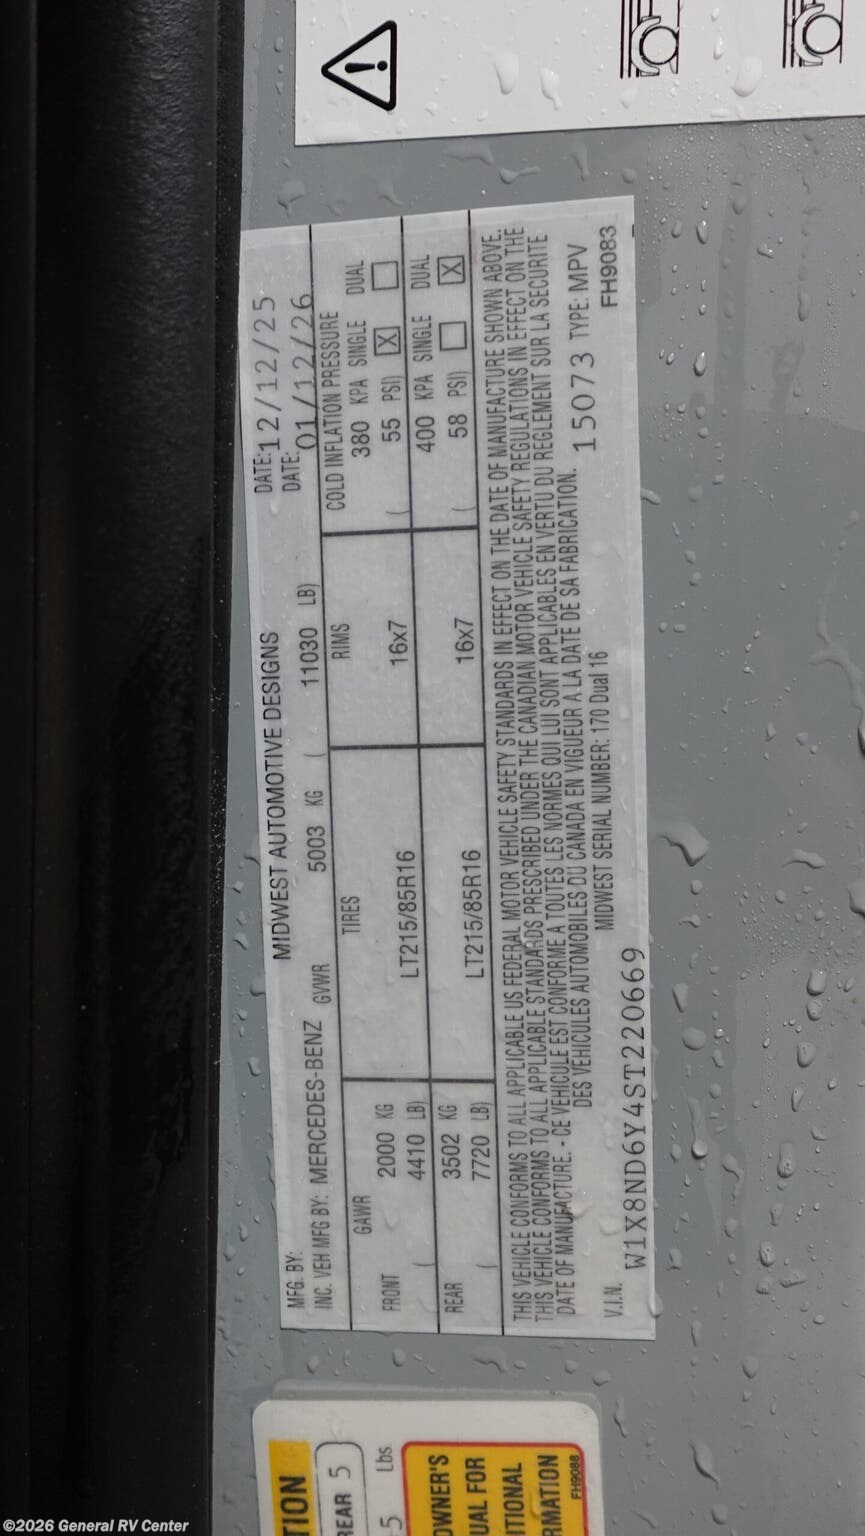 MFG. BY: MIDWEST AUTOMOTIVE DESIGNS DATE: 12/12/25
INC. VEH MFG BY: MERCEDES-BENZ GVWR 5003 KG ( 11030 LB) DATE: 01/12/26
GAWR TIRES RIMS COLD INFLATION PRESSURE
FRONT 2000 KG 380 KPA SINGLE DUAL
( 4410 LB) LT215/85R16 16x7 ( 55 PSI) X
REAR 3502 KG 400 KPA SINGLE DUAL
( 7720 LB) LT215/85R16 16x7 ( 58 PSI) X
THIS VEHICLE CONFORMS TO ALL APPLICABLE US FEDERAL MOTOR VEHICLE SAFETY STANDARDS IN EFFECT ON THE DATE OF MANUFACTURE SHOWN ABOVE.
THIS VEHICLE CONFORMS TO ALL APPLICABLE STANDARDS PRESCRIBED UNDER THE CANADIAN MOTOR VEHICLE SAFETY REGULATIONS IN EFFECT ON THE
DATE OF MANUFACTURE. - CE VEHICULE EST CONFORME A TOUTES LES NORMES QUI LUI SONT APPLICABLES EN VERTU DU REGLEMENT SUR LA SECURITE
DES VEHICULES AUTOMOBILES DU CANADA EN VIGUEUR A LA DATE DE SA FABRICATION.
MIDWEST SERIAL NUMBER: 170 Dual 16 15073 TYPE: MPV
V.I.N. W1X8ND6Y4ST220669 FH9083
TION
REAR 5
5 Lbs
OWNER'S
UAL FOR
ITIONAL
RMATION
FH9088
©2026 General RV Center